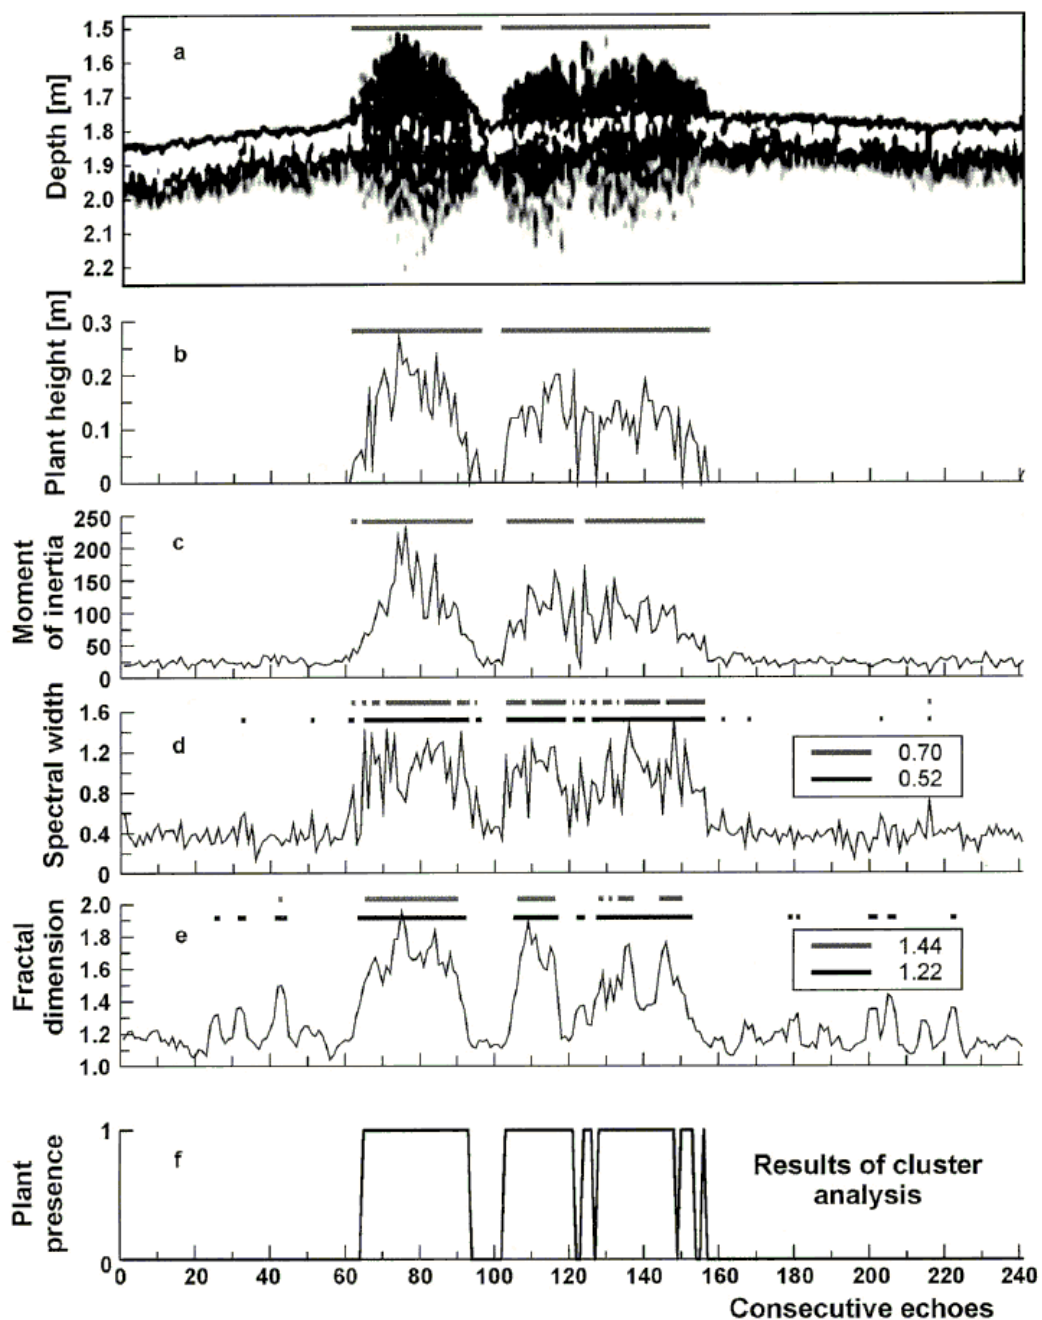 Depth [m]
1.5
1.6
1.7
1.8
1.9
2.0
2.1
2.2
a
Plant height [m]
0.3
0.2
0.1
0
b
Moment
of inertia
250
200
150
100
50
0
c
Spectral width
1.6
1.2
0.8
0.4
0
d
0.70
0.52
Fractal
dimension
2.0
1.8
1.6
1.4
1.2
1.0
e
1.44
1.22
Plant
presence
1
0
f
Results of cluster
analysis
0 20 40 60 80 100 120 140 160 180 200 220 240
Consecutive echoes